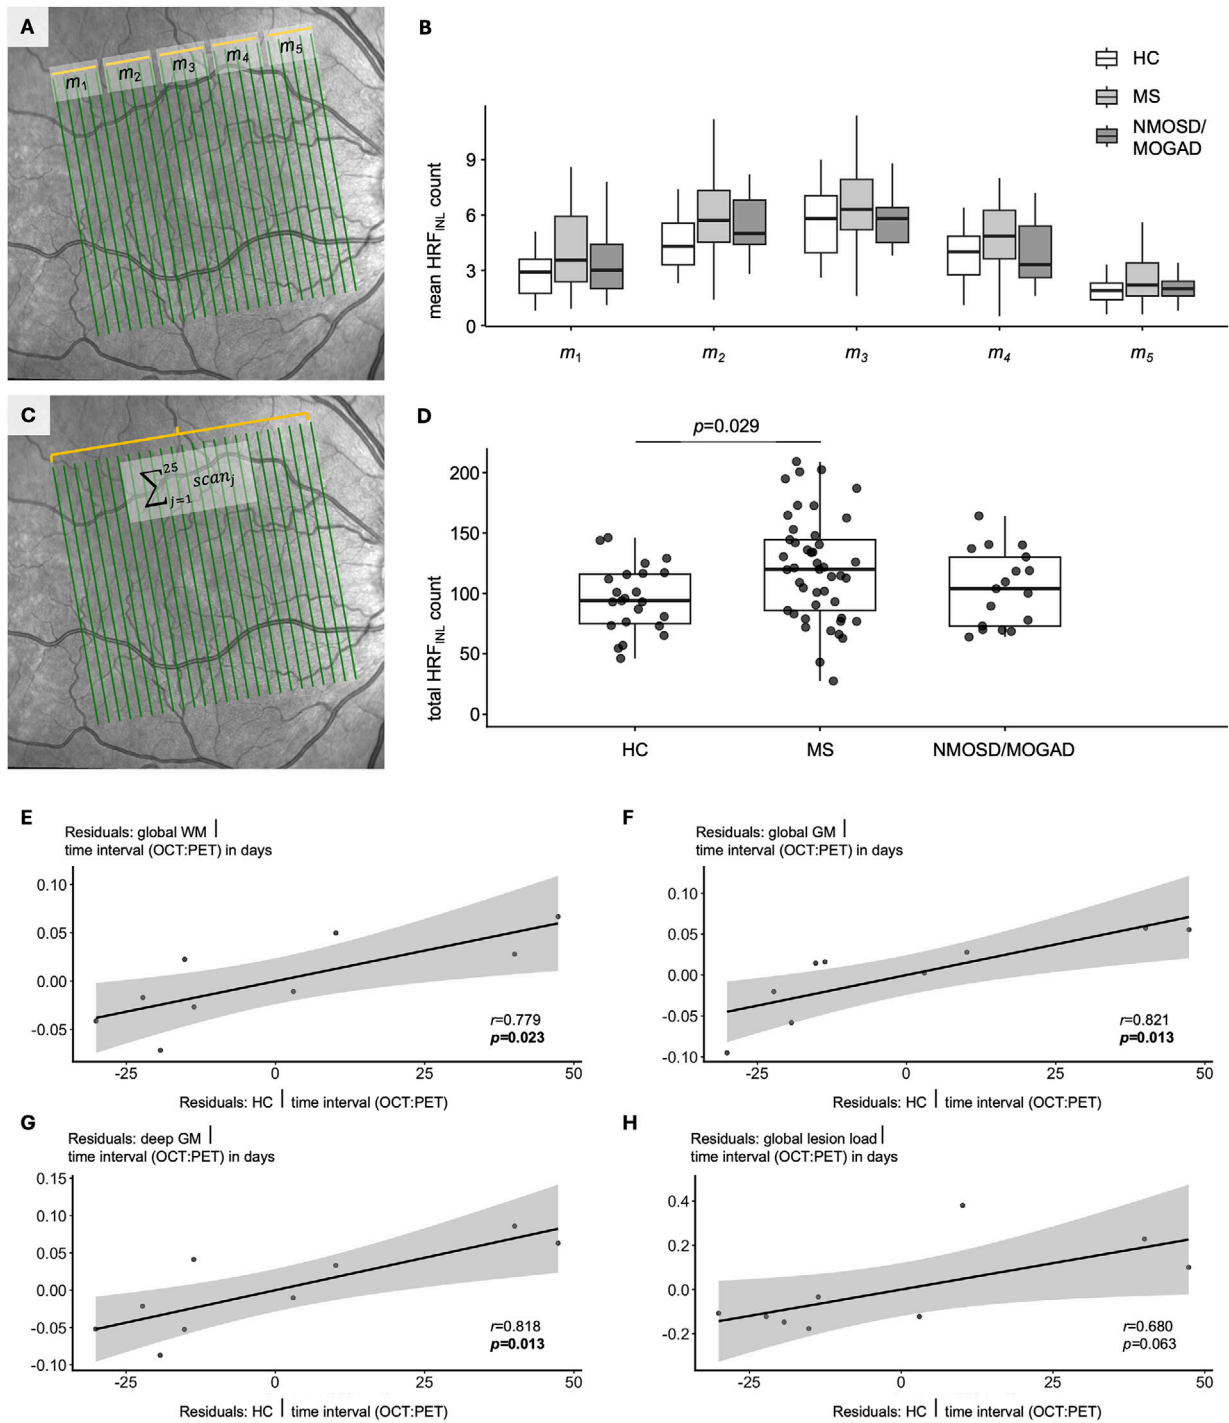 A
m1 m2 m3 m4 m5
B
HC
MS
NMOSD/
MOGAD
mean HRFINL count
9
6
3
0
m1 m2 m3 m4 m5
C
∑25j=1 scanj
D
p=0.029
total HRFINL count
200
150
100
50
0
HC MS NMOSD/MOGAD
E
Residuals: global WM |
time interval (OCT:PET) in days
0.10
0.05
0.00
-0.05
r=0.779
p=0.023
-25 0 25 50
Residuals: HC | time interval (OCT:PET)
F
Residuals: global GM |
time interval (OCT:PET) in days
0.10
0.05
0.00
-0.05
-0.10
r=0.821
p=0.013
-25 0 25 50
Residuals: HC | time interval (OCT:PET)
G
Residuals: deep GM |
time interval (OCT:PET) in days
0.15
0.10
0.05
0.00
-0.05
-0.10
r=0.818
p=0.013
-25 0 25 50
Residuals: HC | time interval (OCT:PET)
H
Residuals: global lesion load |
time interval (OCT:PET) in days
0.4
0.2
0.0
-0.2
r=0.680
p=0.063
-25 0 25 50
Residuals: HC | time interval (OCT:PET)